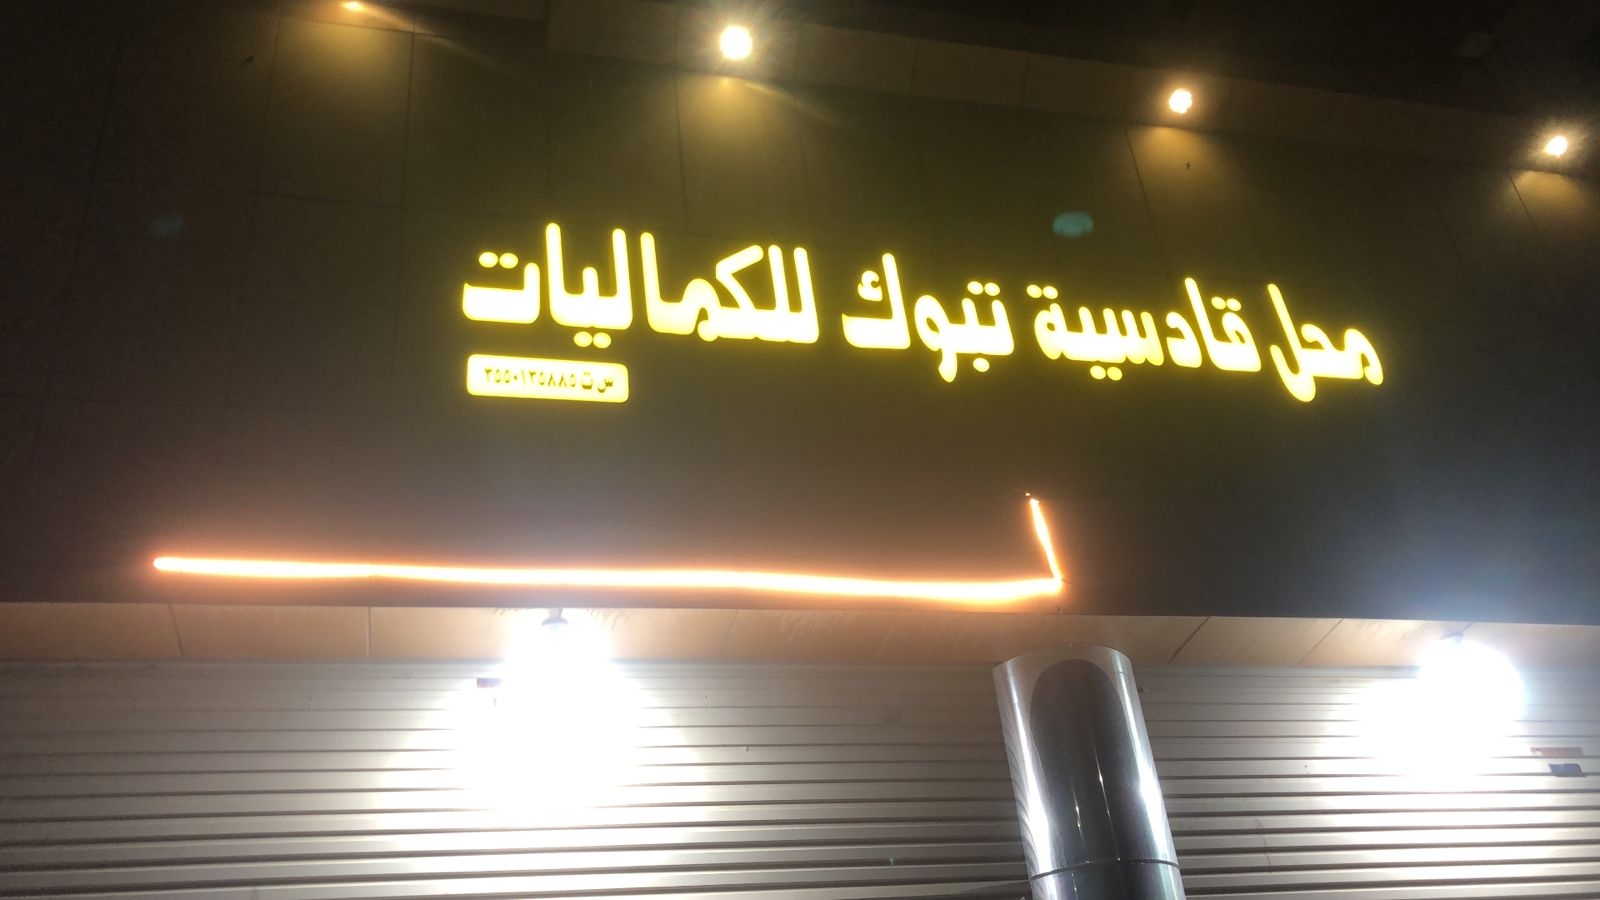 محل قادسية تبوك للكماليات
س ت ٣٥٥٠١٣٥٨٨٥